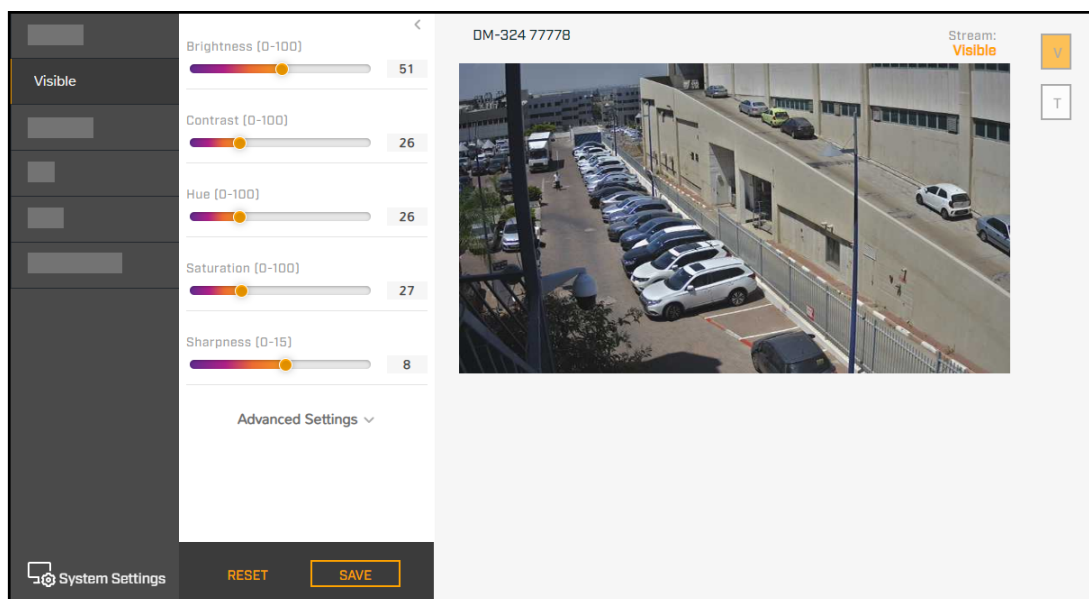 Visible
System Settings
Brightness (0-100)
51
Contrast (0-100)
26
Hue (0-100)
26
Saturation (0-100)
27
Sharpness (0-15)
8
Advanced Settings
RESET
SAVE
DM-324 77778
Stream:
Visible
V
T